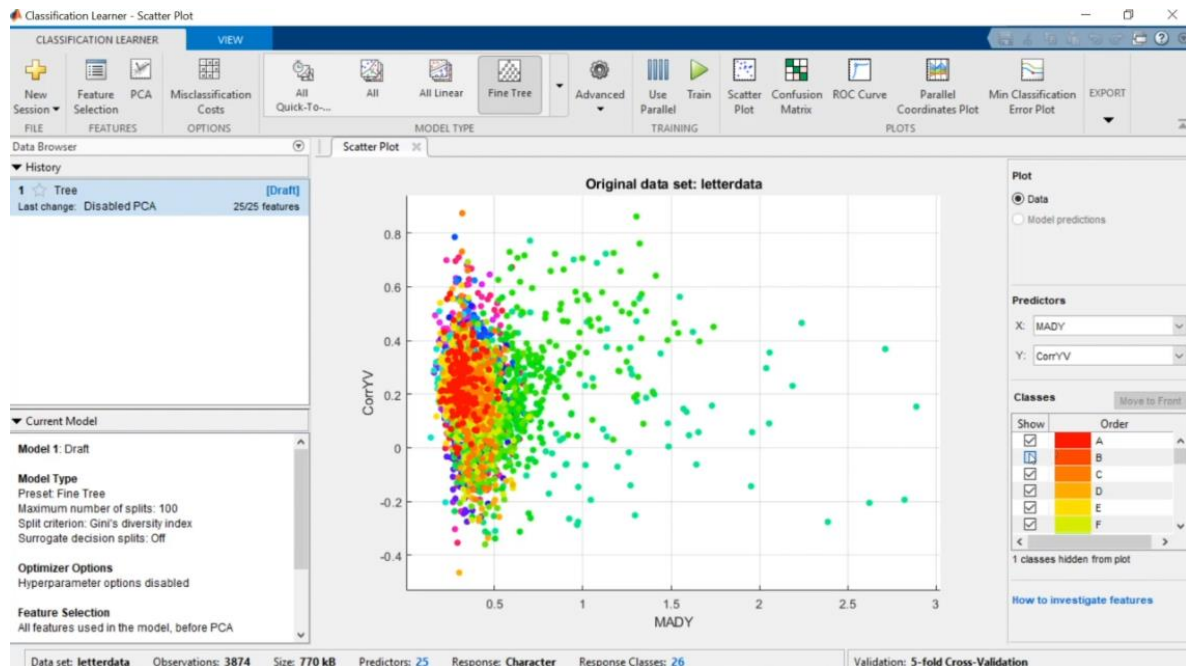 Classification Learner - Scatter Plot
CLASSIFICATION LEARNER VIEW
New Session
Feature Selection
PCA
Misclassification Costs
All Quick-To-...
All
All Linear
Fine Tree
Advanced
Use Parallel
Train
Scatter Plot
Confusion Matrix
ROC Curve
Parallel Coordinates Plot
Min Classification Error Plot
EXPORT
FILE FEATURES OPTIONS MODEL TYPE TRAINING PLOTS
Data Browser
History
1 Tree [Draft]
Last change: Disabled PCA 25/25 features
Current Model
Model 1: Draft
Model Type
Preset: Fine Tree
Maximum number of splits: 100
Split criterion: Gini's diversity index
Surrogate decision splits: Off
Optimizer Options
Hyperparameter options disabled
Feature Selection
All features used in the model, before PCA
Scatter Plot
Original data set: letterdata
0.8
0.6
0.4
0.2
0
-0.2
-0.4
CorrYV
0.5 1 1.5 2 2.5 3
MADY
Plot
Data
Model predictions
Predictors
X: MADY
Y: CorrYV
Classes Move to Front
Show Order
A
B
C
D
E
F
1 classes hidden from plot
How to investigate features
Data set: letterdata Observations: 3874 Size: 770 kB Predictors: 25 Response: Character Response Classes: 26 Validation: 5-fold Cross-Validation